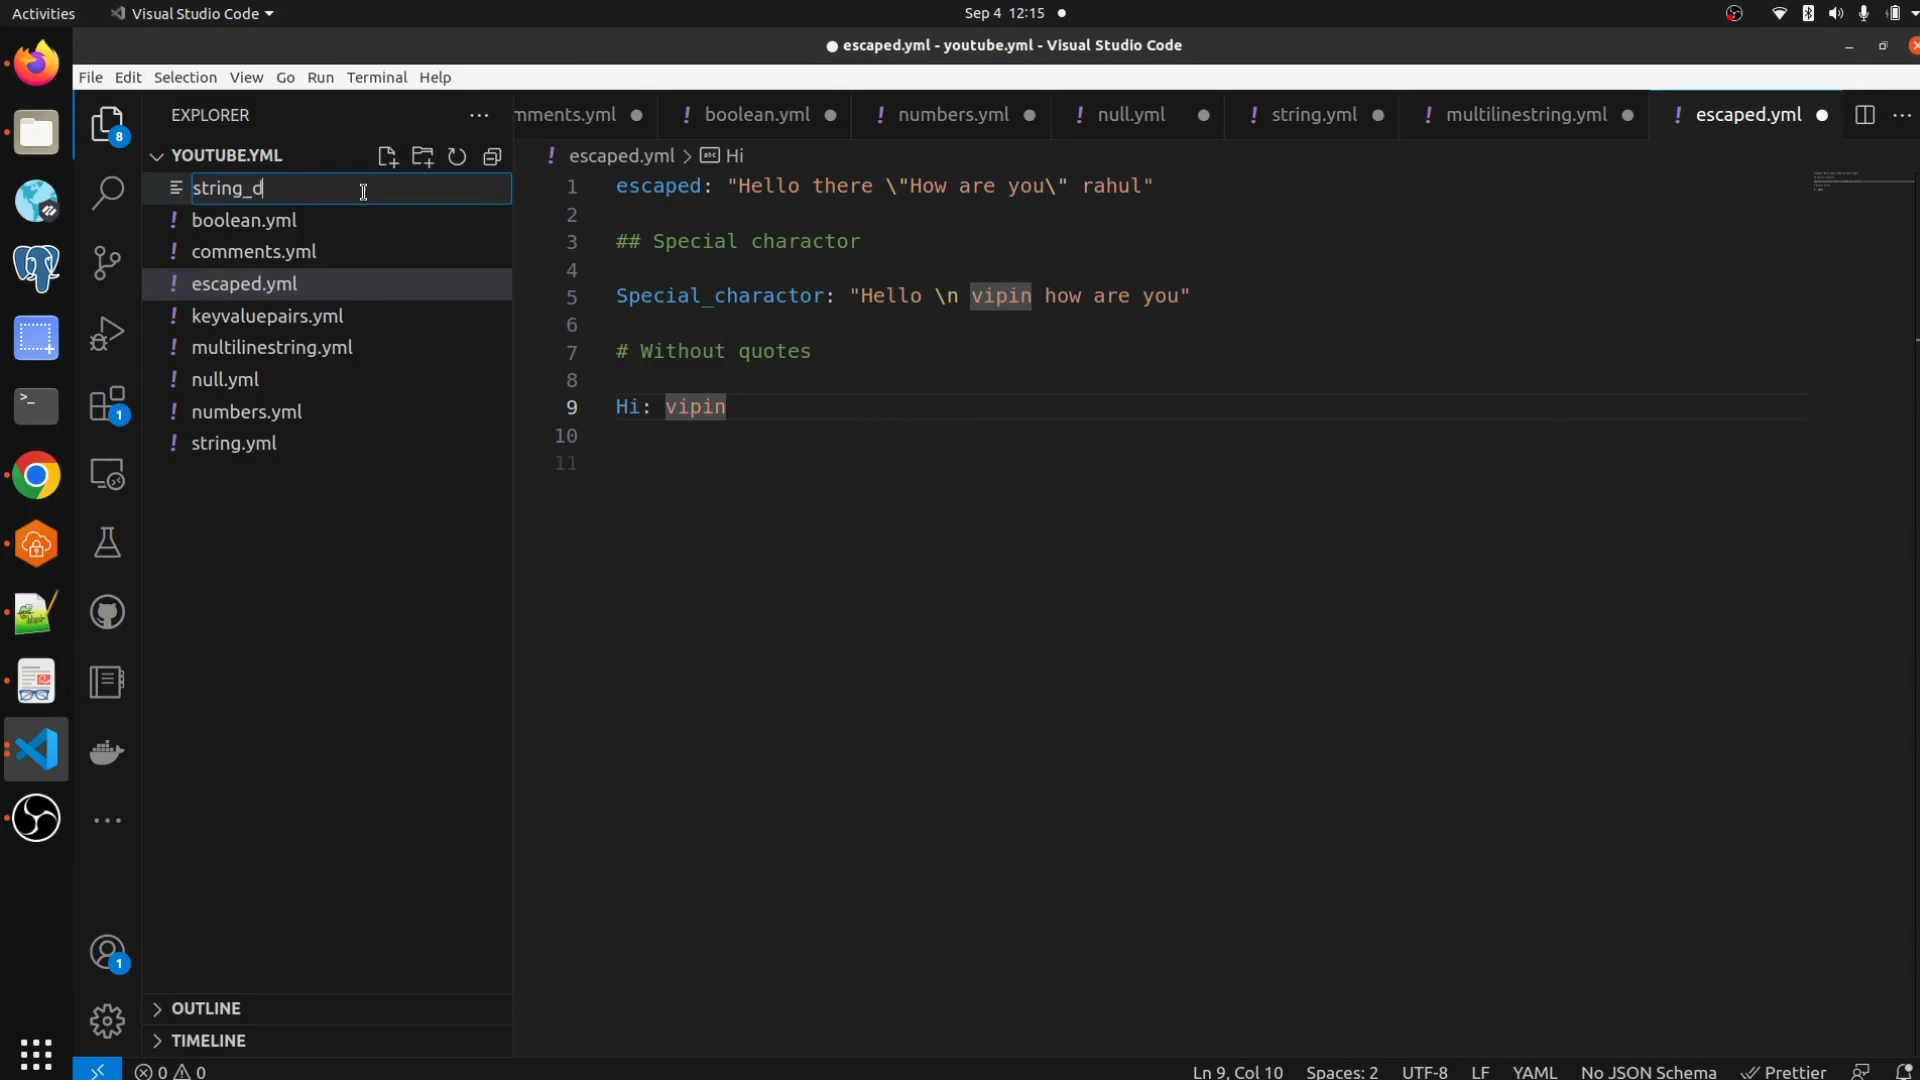 Activities Visual Studio Code Sep 4 12:15
escaped.yml - youtube.yml - Visual Studio Code
File Edit Selection View Go Run Terminal Help
EXPLORER
mments.yml boolean.yml numbers.yml null.yml string.yml multilinestring.yml escaped.yml
8
YOUTUBE.YML
escaped.yml > Hi
string_d
boolean.yml
comments.yml
escaped.yml
keyvaluepairs.yml
multilinestring.yml
null.yml
numbers.yml
string.yml
1 escaped: "Hello there \"How are you\" rahul"
2
3 ## Special charactor
4
5 Special_charactor: "Hello \n vipin how are you"
6
7 # Without quotes
8
9 Hi: vipin
10
11
1
1
OUTLINE
TIMELINE
0 0 Ln 9, Col 10 Spaces: 2 UTF-8 LF YAML No JSON Schema Prettier